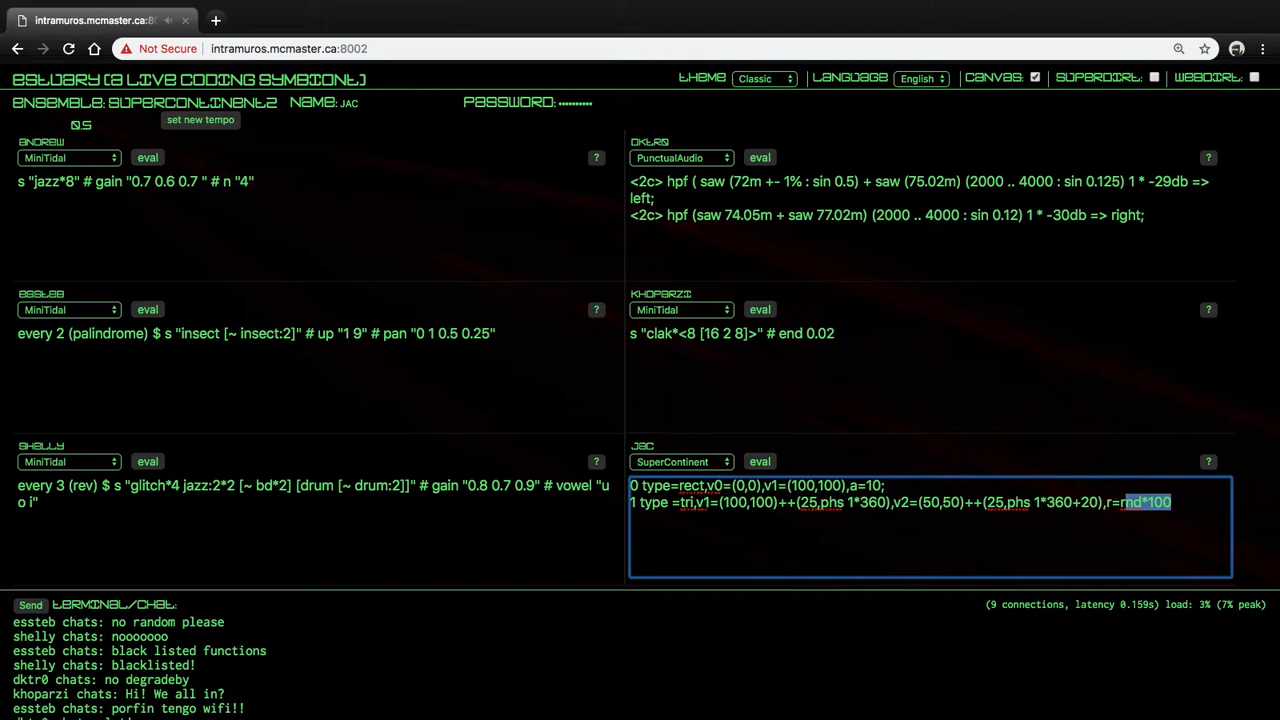 intramuros.mcmaster.ca:8
Not Secure
intramuros.mcmaster.ca:8002
ESTUARY (A LIVE CODING SYMBIONT)
THEME
Classic
LANGUAGE
English
CANVAS:
SUPERDIRT:
WEBDIRT:
ENSEMBLE: SUPERCONTINENT2 NAME: JAC
PASSWORD: ••••••••••
0.5
set new tempo
ANDREW
MiniTidal
eval
?
s "jazz*8" # gain "0.7 0.6 0.7 " # n "4"
DKTR0
PunctualAudio
eval
?
<2c> hpf ( saw (72m +- 1% : sin 0.5) + saw (75.02m) (2000 .. 4000 : sin 0.125) 1 * -29db =>
left;
<2c> hpf (saw 74.05m + saw 77.02m) (2000 .. 4000 : sin 0.12) 1 * -30db => right;
ESSTEB
MiniTidal
eval
?
every 2 (palindrome) $ s "insect [~ insect:2]" # up "1 9" # pan "0 1 0.5 0.25"
KHOPARZI
MiniTidal
eval
?
s "clak*<8 [16 2 8]>" # end 0.02
SHELLY
MiniTidal
eval
every 3 (rev) $ s "glitch*4 jazz:2*2 [~ bd*2] [drum [~ drum:2]]" # gain "0.8 0.7 0.9" # vowel "u
o i"
JAC
SuperContinent
eval
?
0 type=rect,v0=(0,0),v1=(100,100),a=10;
1 type =tri,v1=(100,100)++(25,phs 1*360),v2=(50,50)++(25,phs 1*360+20),r=rnd*100
Send
TERMINAL/CHAT:
(9 connections, latency 0.159s) load: 3% (7% peak)
essteb chats: no random please
shelly chats: nooooooo
essteb chats: black listed functions
shelly chats: blacklisted!
dktr0 chats: no degradeby
khoparzi chats: Hi! We all in?
essteb chats: porfin tengo wifi!!